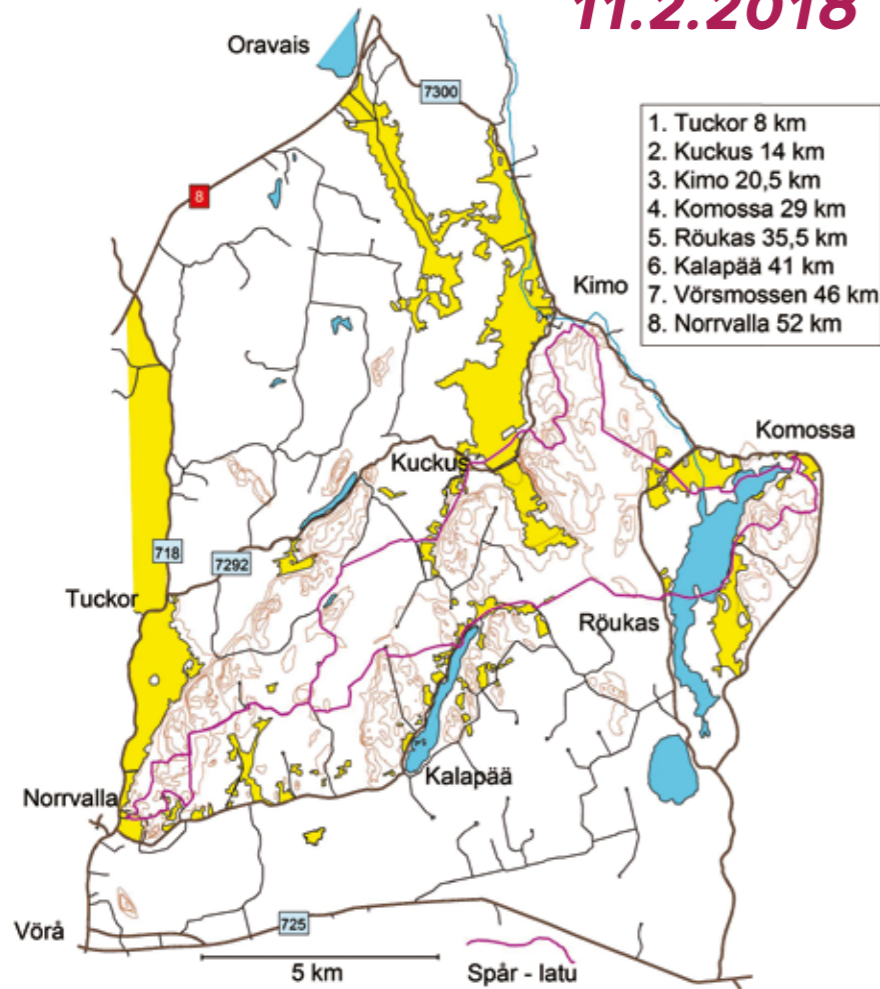 11.2.2018
Oravais
7300
1. Tuckor 8 km
2. Kuckus 14 km
3. Kimo 20,5 km
4. Komossa 29 km
5. Röukas 35,5 km
6. Kalapää 41 km
7. Vörsmossen 46 km
8. Norrvalla 52 km
8
Kimo
Komossa
Kuckus
718
7292
Tuckor
Röukas
Kalapää
Norrvalla
725
Vörå
5 km
Spår - latu